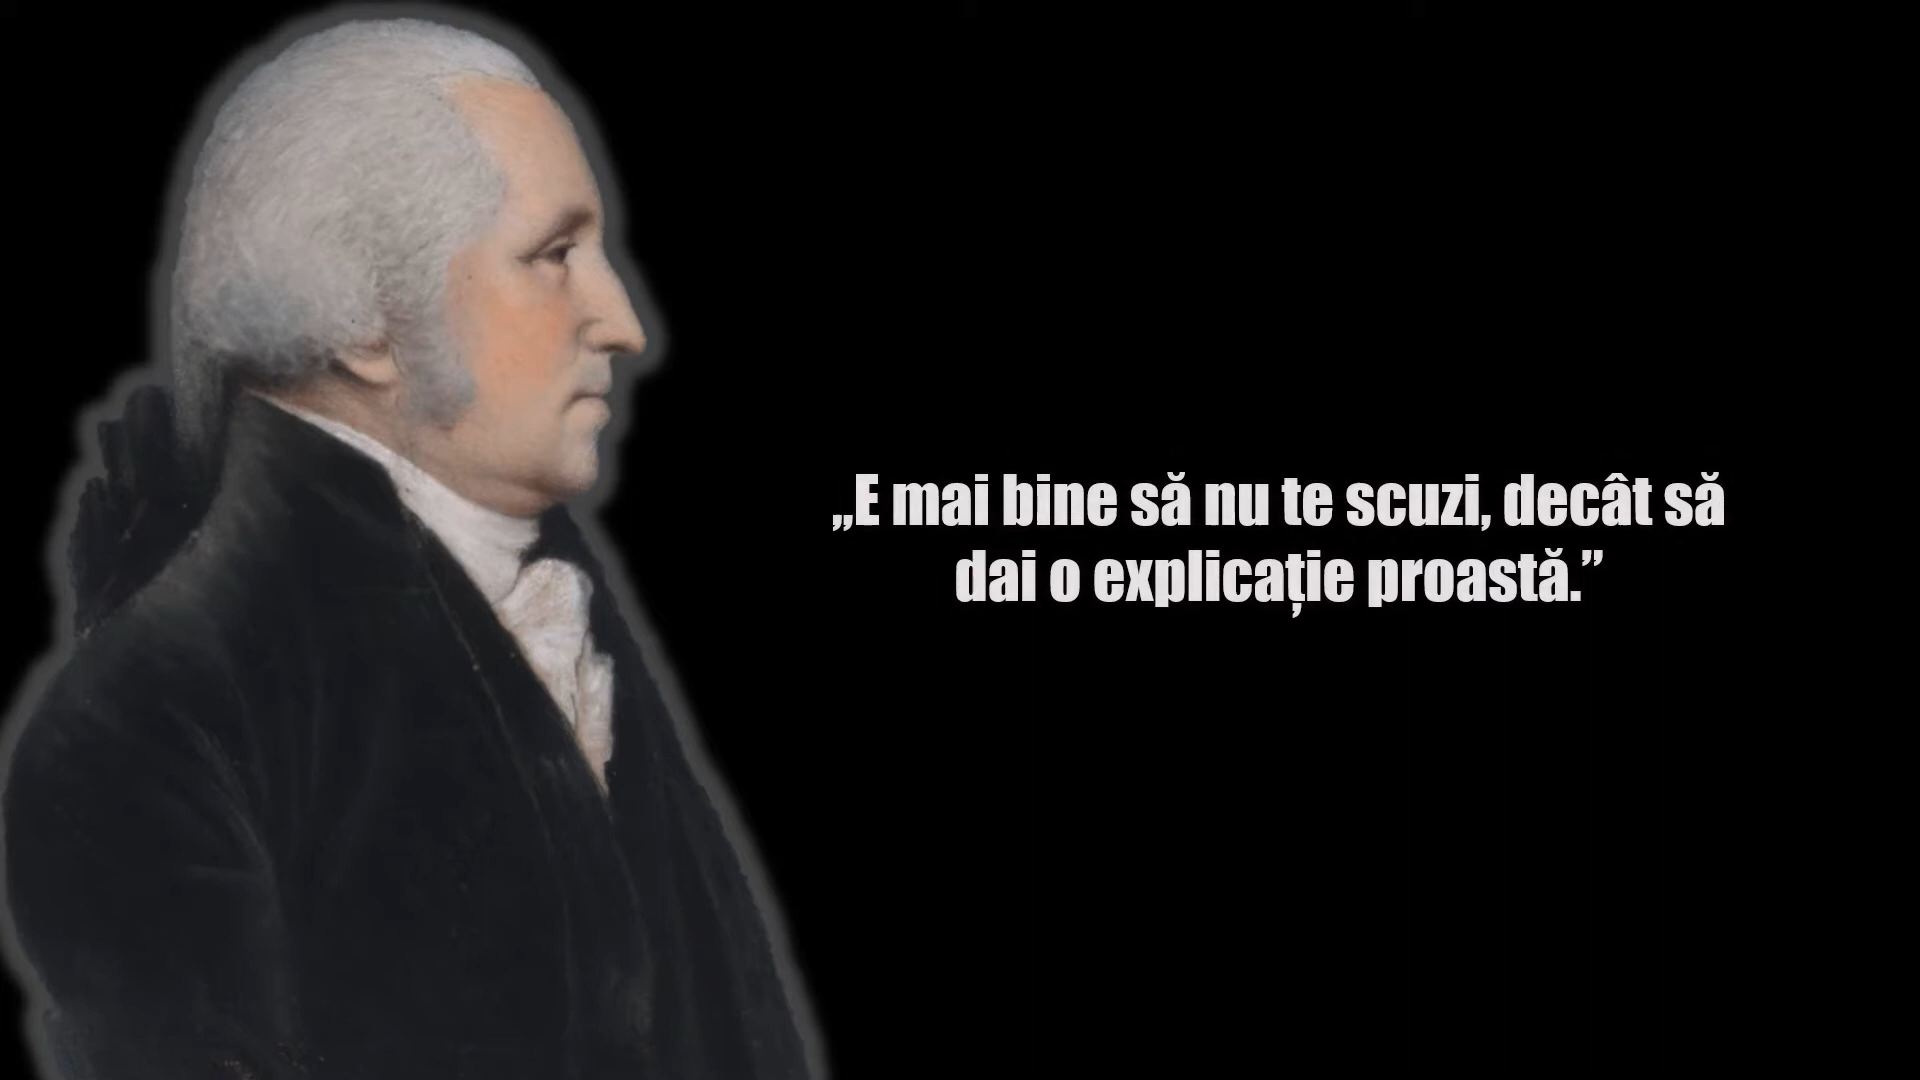 „E mai bine să nu te scuzi, decât să
dai o explicație proastă.”